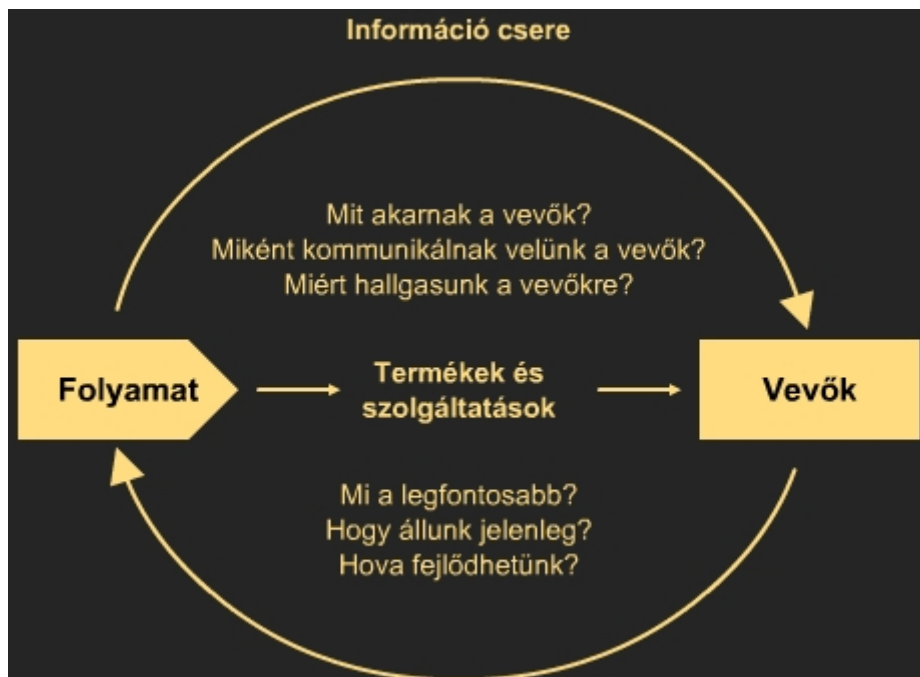 Információ csere
Mit akarnak a vevők?
Miként kommunikálnak velünk a vevők?
Miért hallgasunk a vevőkre?
Folyamat
Termékek és
szolgáltatások
Vevők
Mi a legfontosabb?
Hogy állunk jelenleg?
Hova fejlődhetünk?